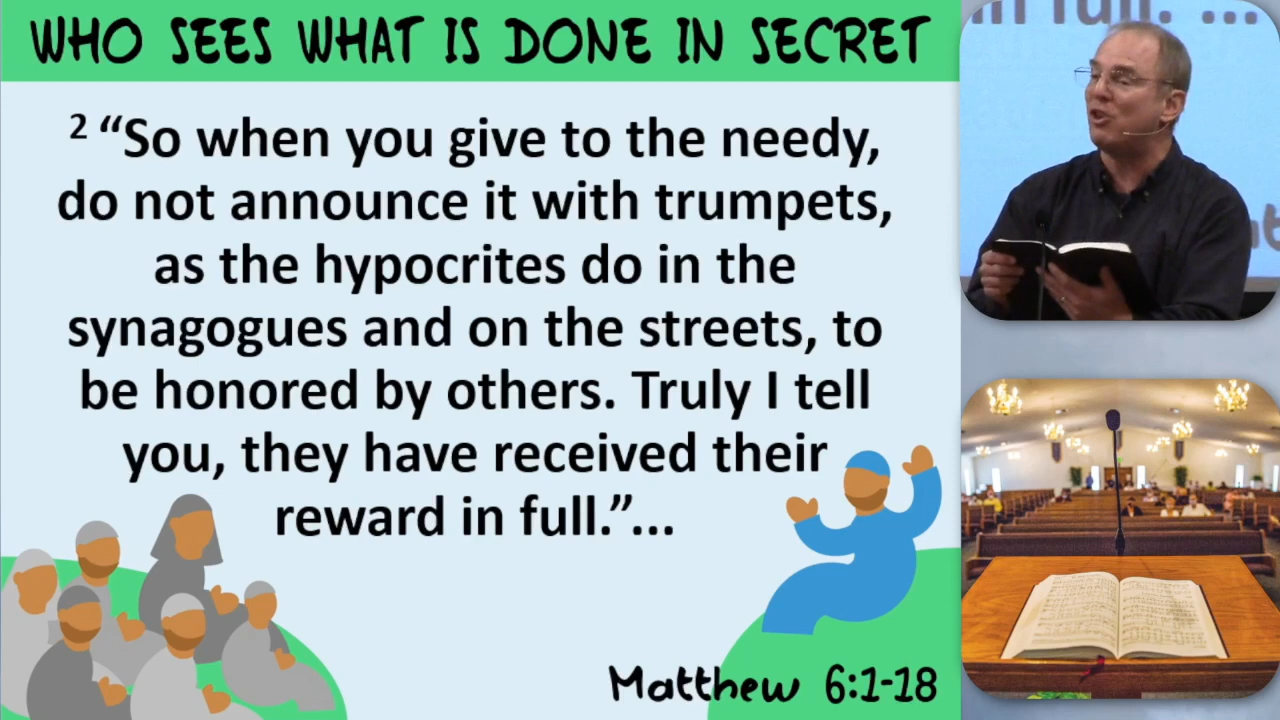 WHO SEES WHAT IS DONE IN SECRET
2 “So when you give to the needy,
do not announce it with trumpets,
as the hypocrites do in the
synagogues and on the streets, to
be honored by others. Truly I tell
you, they have received their
reward in full.”...
Matthew 6:1-18
in full. ...